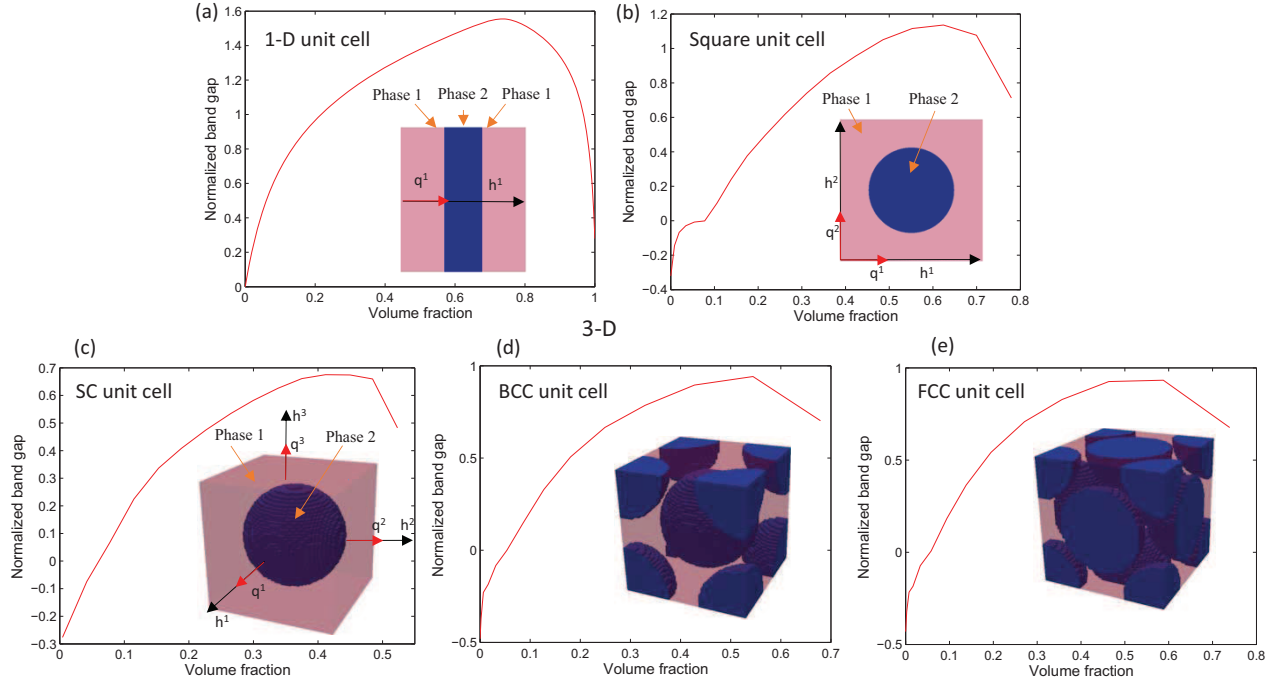 (a)
1-D unit cell
Normalized band gap
1.6
1.4
1.2
1
0.8
0.6
0.4
0.2
0
Phase 1
Phase 2
Phase 1
q¹
h¹
0
0.2
0.4
0.6
0.8
1
Volume fraction
(b)
Square unit cell
Normalized band gap
1.2
1
0.8
0.6
0.4
0.2
0
−0.2
−0.4
Phase 1
Phase 2
h²
q²
q¹
h¹
0
0.1
0.2
0.3
0.4
0.5
0.6
0.7
0.8
Volume fraction
3-D
(c)
SC unit cell
Normalized band gap
0.7
0.6
0.5
0.4
0.3
0.2
0.1
0
−0.1
−0.2
−0.3
Phase 1
Phase 2
h³
q³
q²
h²
q¹
h¹
0
0.1
0.2
0.3
0.4
0.5
Volume fraction
(d)
BCC unit cell
Normalized band gap
1
0.5
0
−0.5
0
0.1
0.2
0.3
0.4
0.5
0.6
0.7
Volume fraction
(e)
FCC unit cell
Normalized band gap
1
0.5
0
−0.5
0
0.1
0.2
0.3
0.4
0.5
0.6
0.7
0.8
Volume fraction